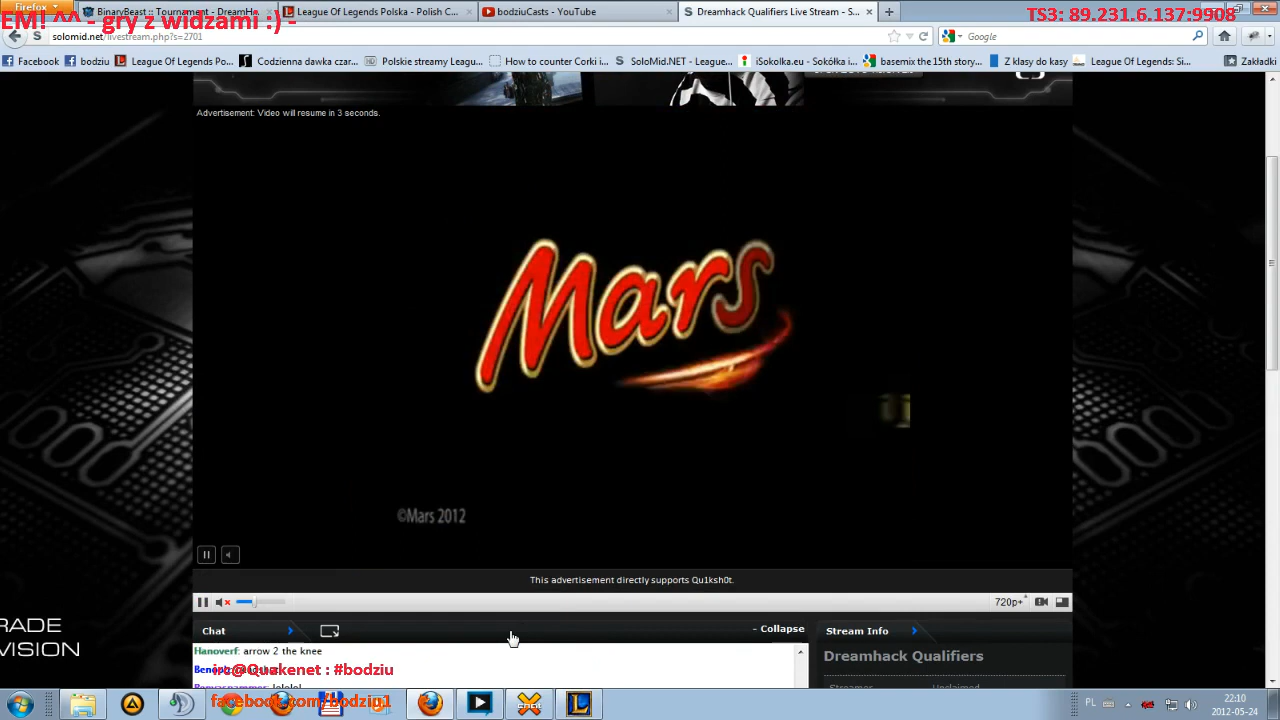 Firefox
BinaryBeast :: Tournament - DreamHa...
League Of Legends Polska - Polish C...
bodziuCasts - YouTube
Dreamhack Qualifiers Live Stream - S...
EM! ^^ - gry z widzami :) -
TS3: 89.231.6.137:9908
solomid.net/livestream.php?s=2701
Google
Facebook
bodziu
League Of Legends Po...
Codzienna dawka czar...
Polskie streamy Leagu...
How to counter Corki i...
SoloMid.NET - League...
iSokolka.eu - Sokółka i...
basemix the 15th story...
Z klasy do kasy
League Of Legends: Si...
Zakładki
Advertisement: Video will resume in 3 seconds.
Mars
©Mars 2012
This advertisement directly supports Qu1ksh0t.
720p+
RADE
VISION
Chat
- Collapse
Stream Info
Hanoverf: arrow 2 the knee
Dreamhack Qualifiers
irc@Quakenet : #bodziu
Streamer
Unclaimed
facebook.com/bodziu1
PL
22:10
2012-05-24